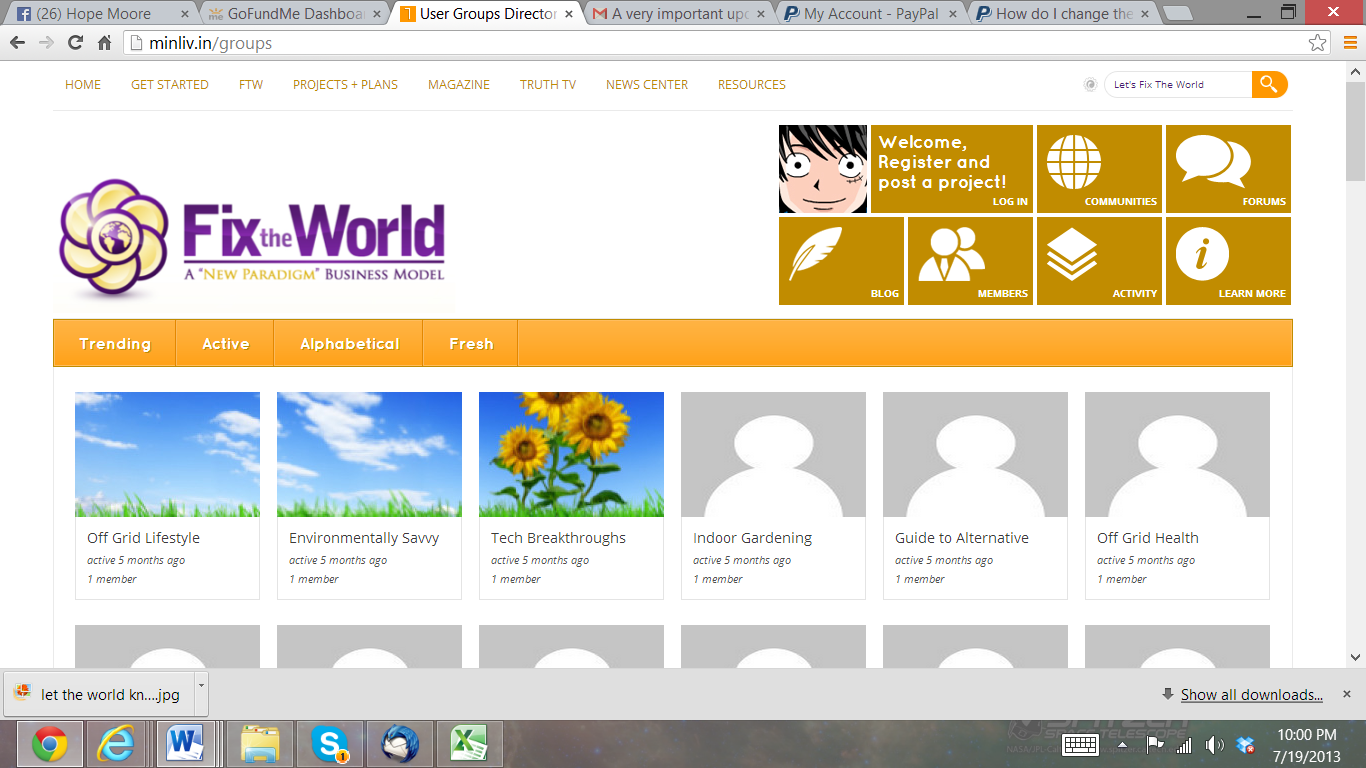 (26) Hope Moore
GoFundMe Dashboa
User Groups Director
A very important upd
My Account - PayPal
How do I change the
minliv.in/groups
HOME GET STARTED FTW PROJECTS + PLANS MAGAZINE TRUTH TV NEWS CENTER RESOURCES
Let's Fix The World
Welcome,
Register and
post a project!
LOG IN
COMMUNITIES
FORUMS
Fix the World
A "New Paradigm" Business Model
BLOG
MEMBERS
ACTIVITY
LEARN MORE
Trending Active Alphabetical Fresh
Off Grid Lifestyle
active 5 months ago
1 member
Environmentally Savvy
active 5 months ago
1 member
Tech Breakthroughs
active 5 months ago
1 member
Indoor Gardening
active 5 months ago
1 member
Guide to Alternative
active 5 months ago
1 member
Off Grid Health
active 5 months ago
1 member
let the world kn....jpg
Show all downloads...
SPACE TELESCOPE
10:00 PM
7/19/2013